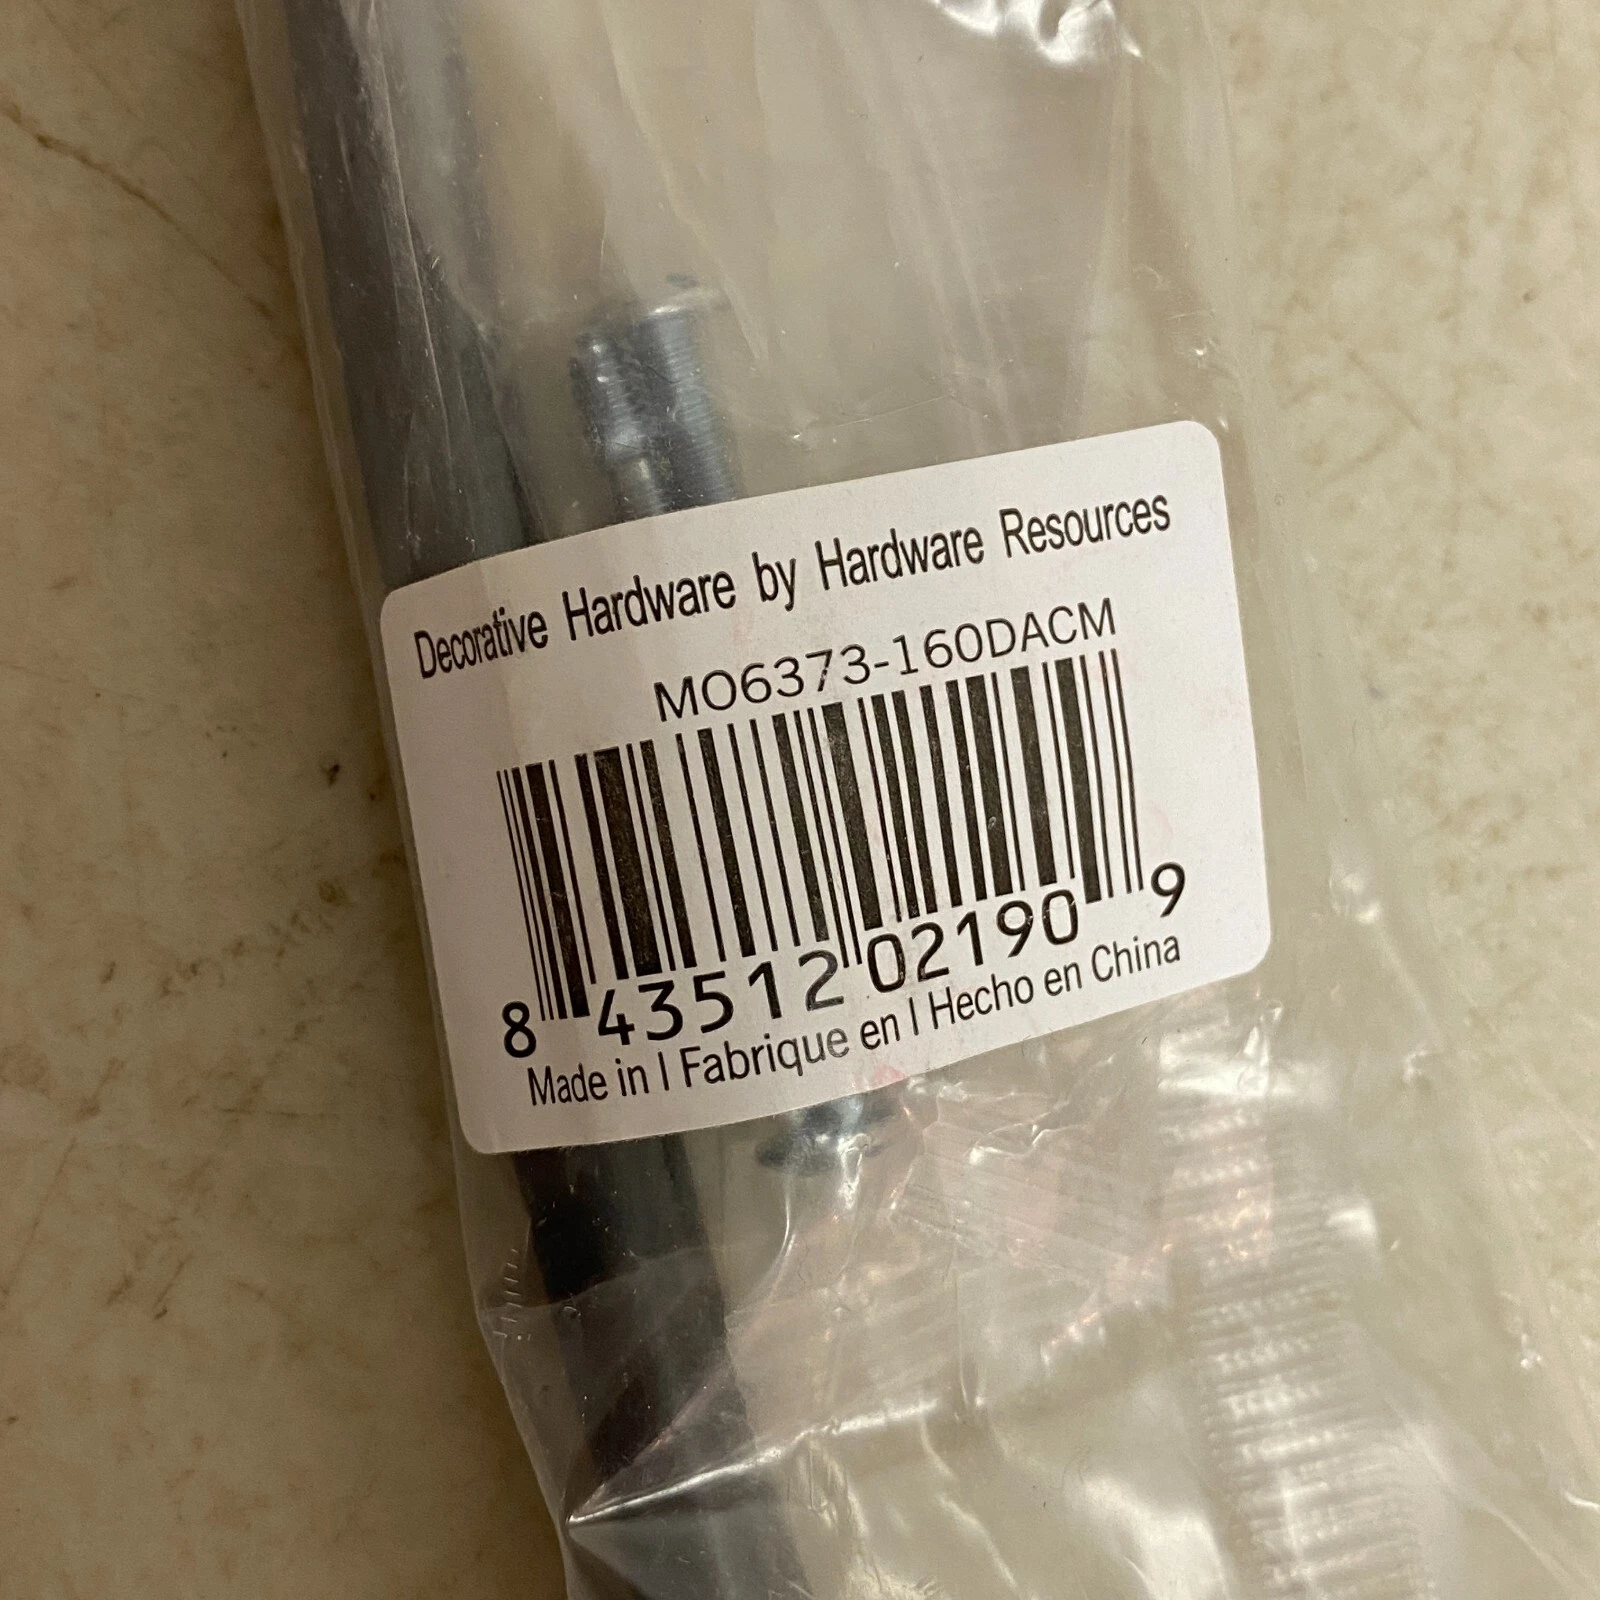 Decorative Hardware by Hardware Resources
MO6373-160DACM
8 43512 02190 9
Made in | Fabrique en | Hecho en China